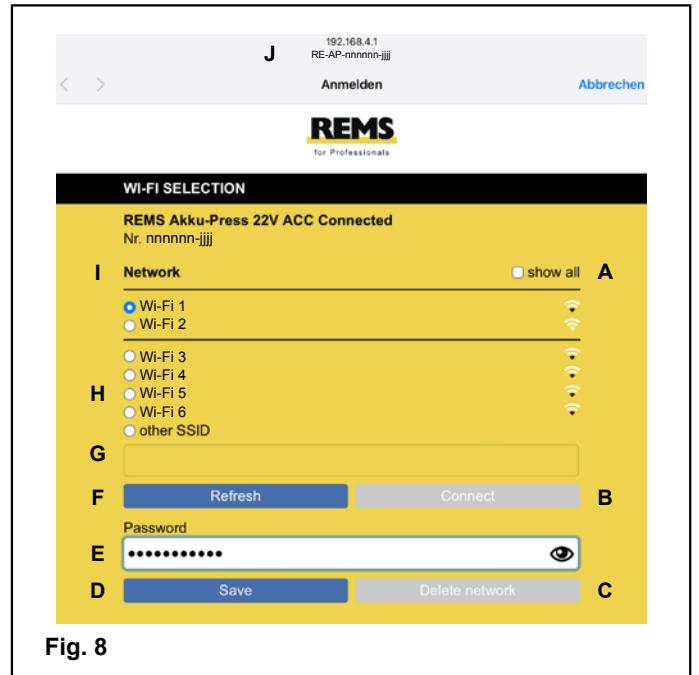 192.168.4.1
J RE-AP-nnnnnn-jjjj
< > Anmelden Abbrechen
REMS
for Professionals
WI-FI SELECTION
REMS Akku-Press 22V ACC Connected
Nr. nnnnnn-jjjj
I Network show all A
Wi-Fi 1
Wi-Fi 2
Wi-Fi 3
Wi-Fi 4
H Wi-Fi 5
Wi-Fi 6
other SSID
G
F Refresh Connect B
Password
E •••••••••••
D Save Delete network C
Fig. 8